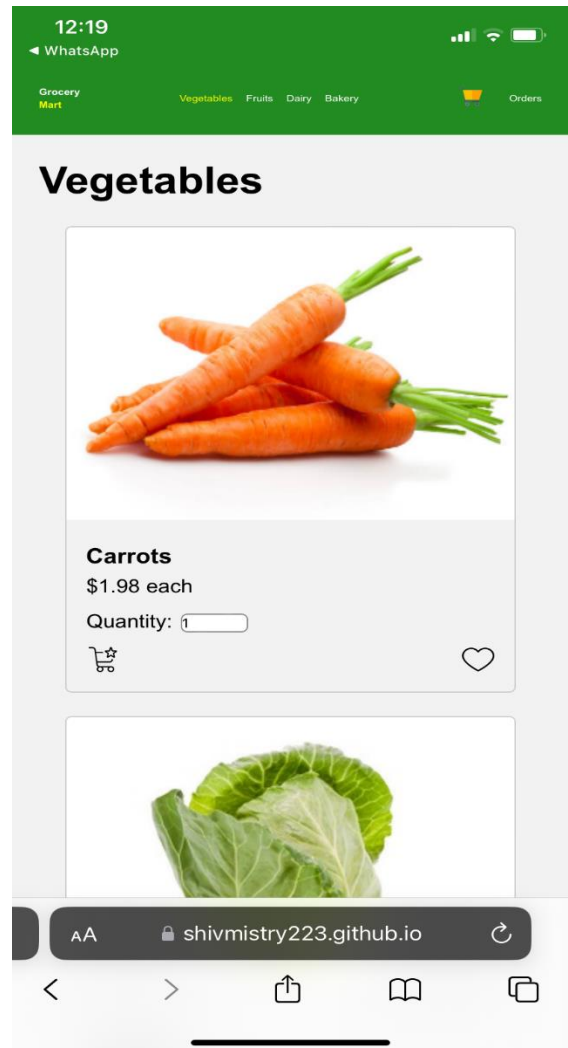 12:19
◀ WhatsApp
Grocery
Mart
Vegetables Fruits Dairy Bakery
Orders
Vegetables
Carrots
$1.98 each
Quantity: 1
AA shivmistry223.github.io